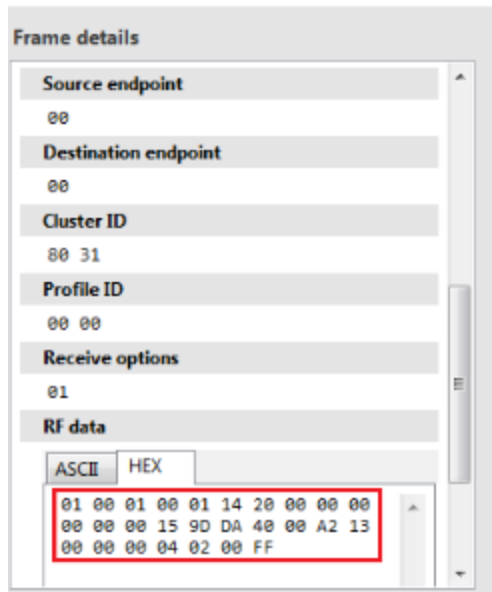 Frame details
Source endpoint
00
Destination endpoint
00
Cluster ID
80 31
Profile ID
00 00
Receive options
01
RF data
ASCII HEX
01 00 01 00 01 14 20 00 00 00
00 00 00 15 9D DA 40 00 A2 13
00 00 00 04 02 00 FF